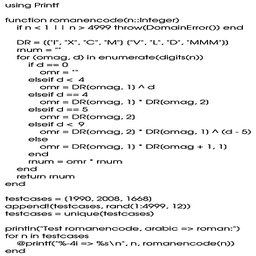 using Printf
function romanencode(n::Integer)
if n < 1 || n > 4999 throw(DomainError()) end
DR = [["I", "X", "C", "M"] ["V", "L", "D", "MMM"]]
rnum = ""
for (omag, d) in enumerate(digits(n))
if d == 0
omr = ""
elseif d < 4
omr = DR[omag, 1] ^ d
elseif d == 4
omr = DR[omag, 1] * DR[omag, 2]
elseif d == 5
omr = DR[omag, 2]
elseif d < 9
omr = DR[omag, 2] * DR[omag, 1] ^ (d - 5)
else
omr = DR[omag, 1] * DR[omag + 1, 1]
end
rnum = omr * rnum
end
return rnum
end
testcases = [1990, 2008, 1668]
append!(testcases, rand(1:4999, 12))
testcases = unique(testcases)
println("Test romanencode, arabic => roman:")
for n in testcases
@printf("%-4i => %s\n", n, romanencode(n))
end